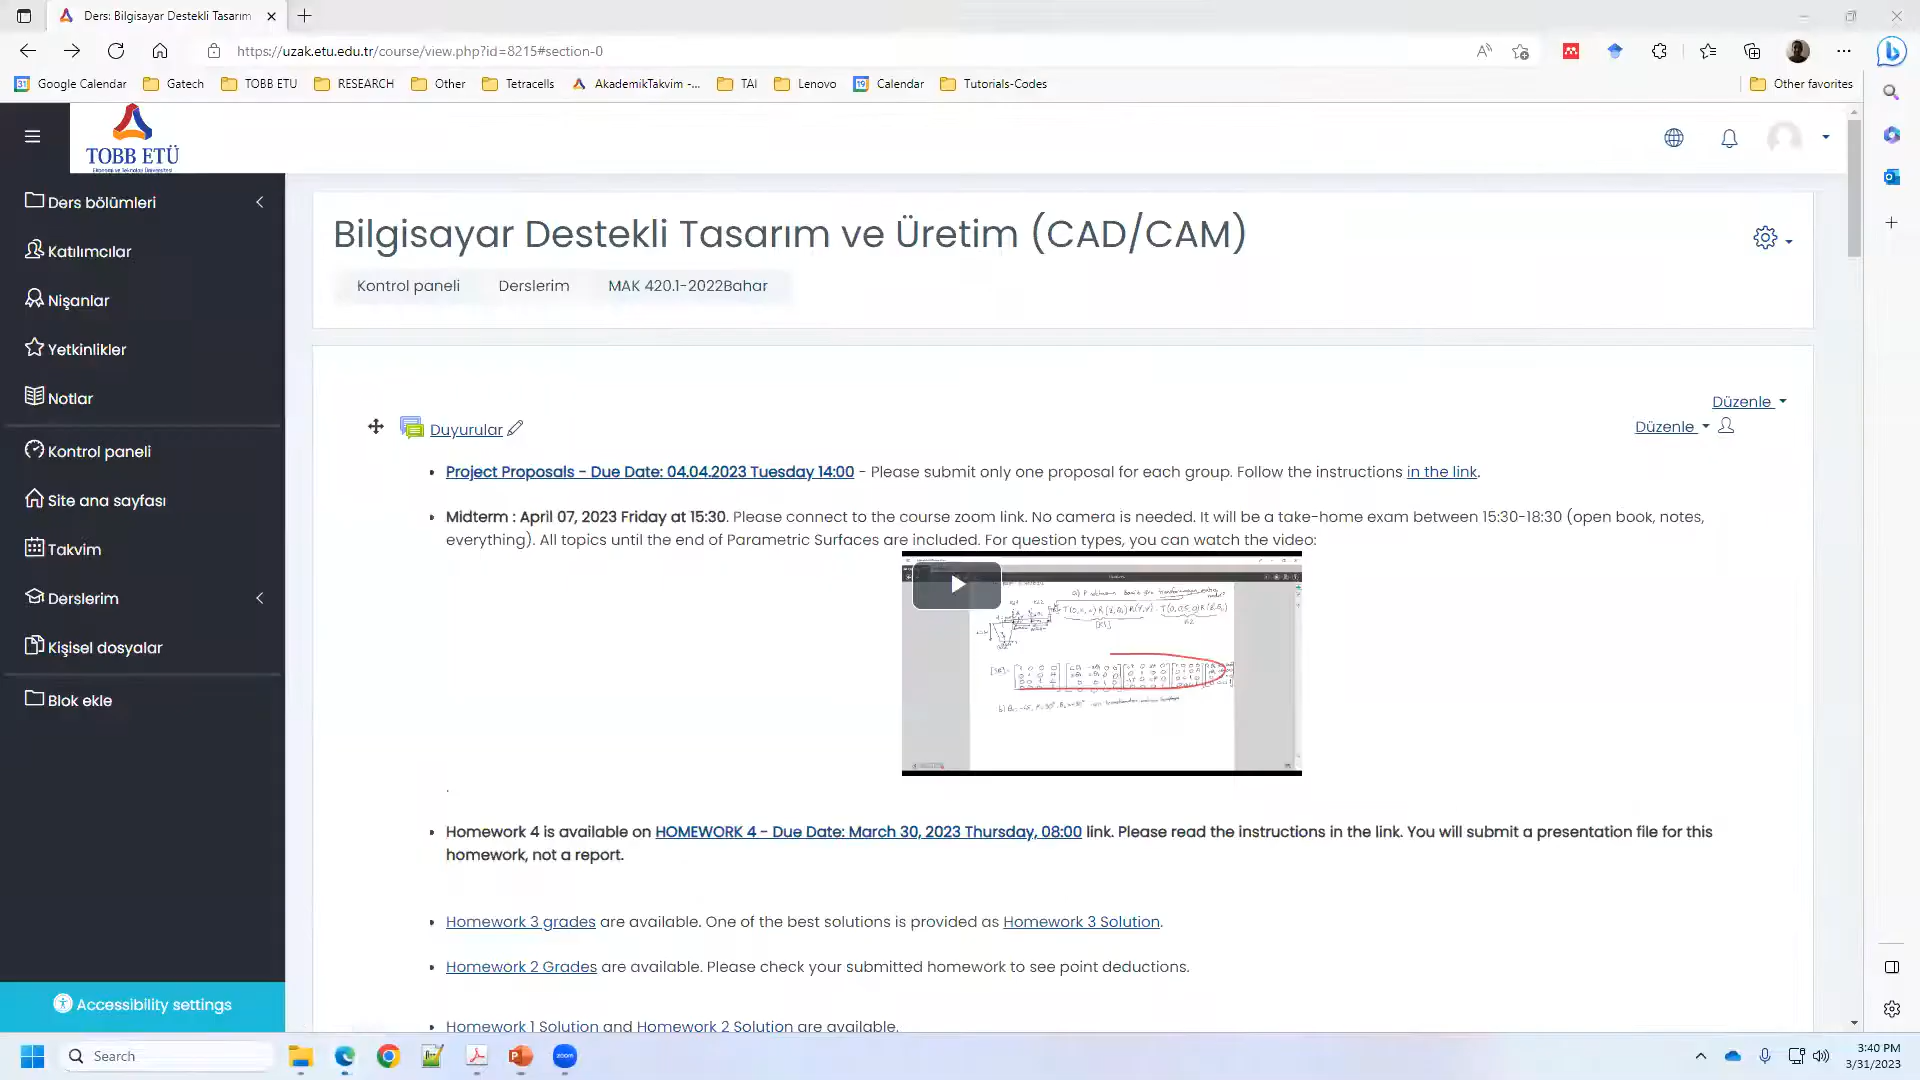 Ders: Bilgisayar Destekli Tasarım
https://uzak.etu.edu.tr/course/view.php?id=8215#section-0
Google Calendar Gatech TOBB ETU RESEARCH Other Tetracells AkademikTakvim -... TAI Lenovo Calendar Tutorials-Codes Other favorites
TOBB ETÜ
Ekonomi ve Teknoloji Üniversitesi
Ders bölümleri
Katılımcılar
Nişanlar
Yetkinlikler
Notlar
Kontrol paneli
Site ana sayfası
Takvim
Derslerim
Kişisel dosyalar
Blok ekle
Accessibility settings
Bilgisayar Destekli Tasarım ve Üretim (CAD/CAM)
Kontrol paneli Derslerim MAK 420.1-2022Bahar
Düzenle
Duyurular
Düzenle
Project Proposals - Due Date: 04.04.2023 Tuesday 14:00 - Please submit only one proposal for each group. Follow the instructions in the link.
Midterm : April 07, 2023 Friday at 15:30. Please connect to the course zoom link. No camera is needed. It will be a take-home exam between 15:30-18:30 (open book, notes,
everything). All topics until the end of Parametric Surfaces are included. For question types, you can watch the video:
.
Homework 4 is available on HOMEWORK 4 - Due Date: March 30, 2023 Thursday, 08:00 link. Please read the instructions in the link. You will submit a presentation file for this
homework, not a report.
Homework 3 grades are available. One of the best solutions is provided as Homework 3 Solution.
Homework 2 Grades are available. Please check your submitted homework to see point deductions.
Homework 1 Solution and Homework 2 Solution are available.
Search
zoom
3:40 PM
3/31/2023